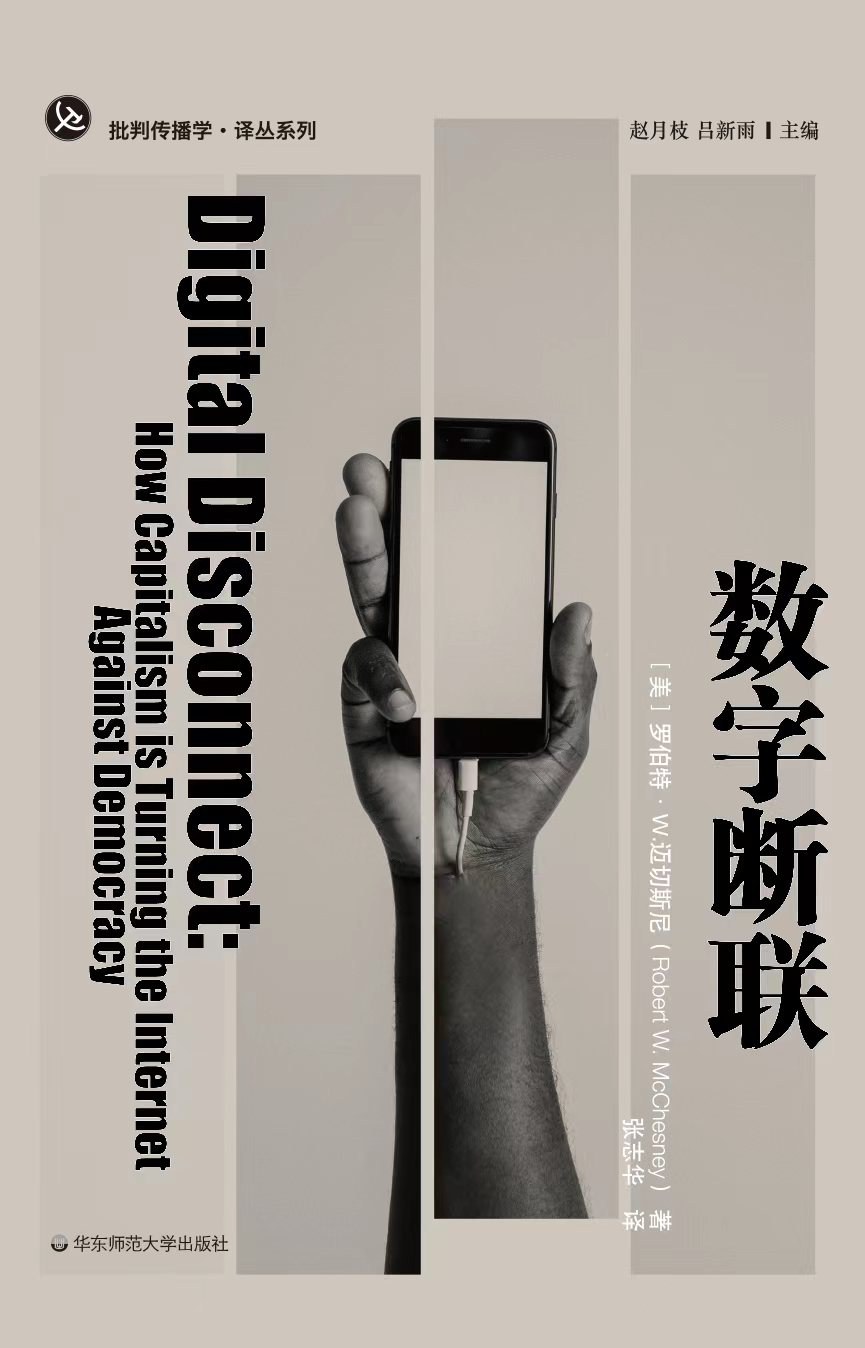 批判传播学·译丛系列
赵月枝 吕新雨 | 主编
Digital Disconnect:
How Capitalism is Turning the Internet
Against Democracy
数字断联
[美] 罗伯特·W.迈切斯尼 (Robert W. McChesney) 著
张志华 译
华东师范大学出版社